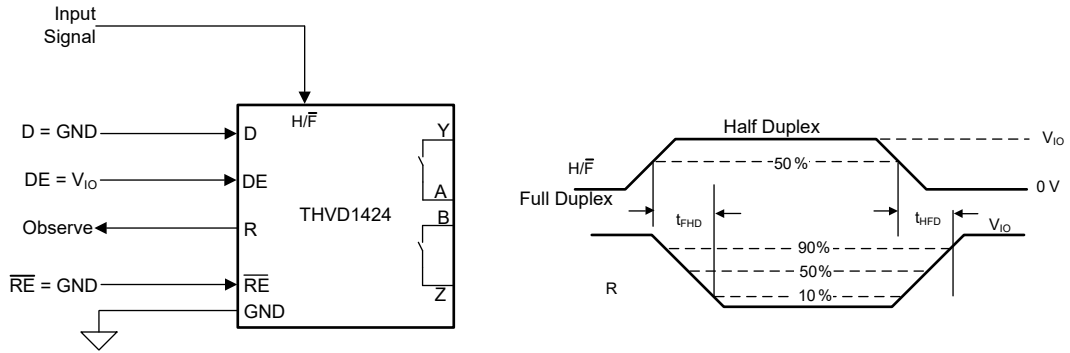 Input
Signal
H/F̅
D = GND
D
Y
DE = V_IO
DE
A
THVD1424
B
Observe
R
R̅E̅ = GND
R̅E̅
Z
GND
Half Duplex
V_IO
50 %
H/F̅
Full Duplex
0 V
t_FHD
t_HFD
V_IO
90%
50%
R
10 %